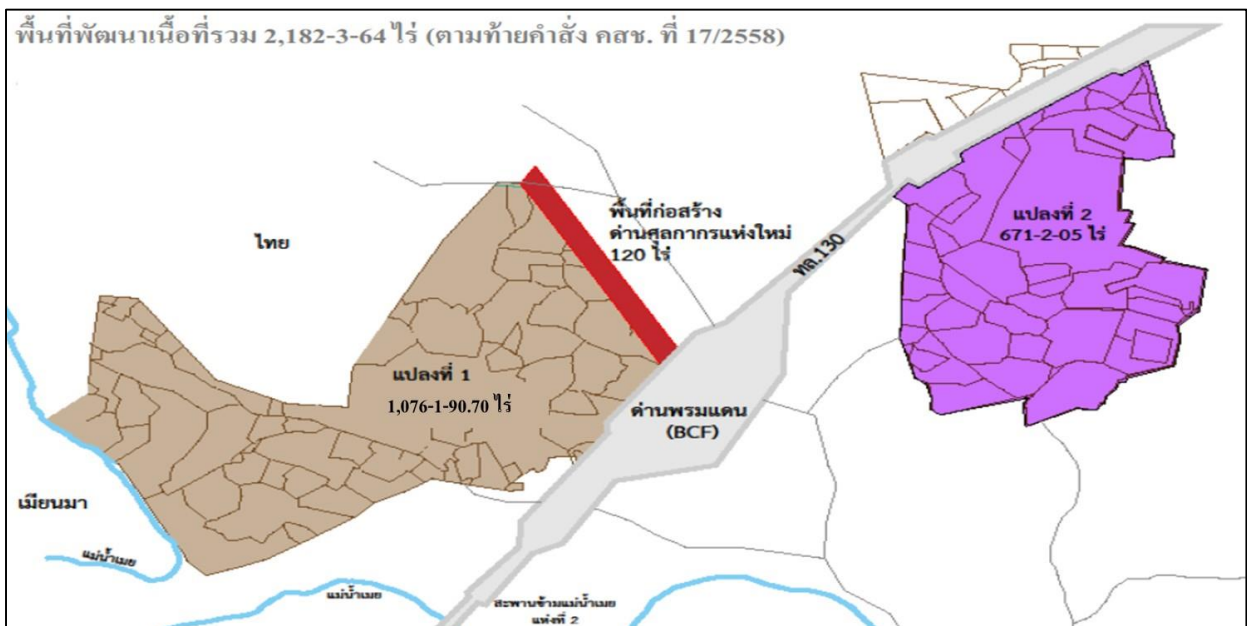 พื้นที่พัฒนาเนื้อที่รวม 2,182-3-64 ไร่ (ตามท้ายคำสั่ง คสช. ที่ 17/2558)
ไทย
พื้นที่ก่อสร้าง
ด่านศุลกากรแห่งใหม่
120 ไร่
ทล.130
แปลงที่ 2
671-2-05 ไร่
แปลงที่ 1
1,076-1-90.70 ไร่
ด่านพรมแดน
(BCF)
เมียนมา
แม่น้ำเมย
แม่น้ำเมย
สะพานข้ามแม่น้ำเมย
แห่งที่ 2